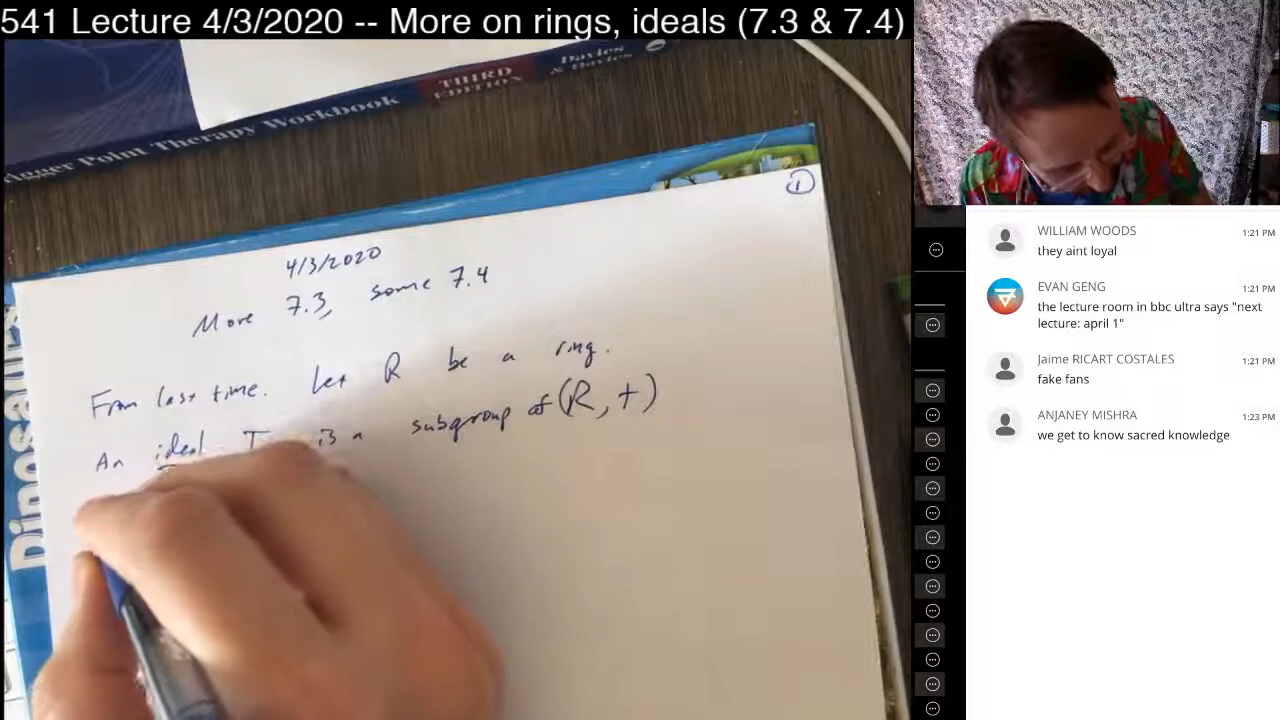 541 Lecture 4/3/2020 -- More on rings, ideals (7.3 & 7.4)
Davies
& Davies
THIRD
EDITION
Point Therapy Workbook
①
4/3/2020
More 7.3, some 7.4
From last time. Let R be a ring.
An ideal I is a subgroup of (R, +)
WILLIAM WOODS 1:21 PM
they aint loyal
EVAN GENG 1:21 PM
the lecture room in bbc ultra says "next
lecture: april 1"
Jaime RICART COSTALES 1:21 PM
fake fans
ANJANEY MISHRA 1:23 PM
we get to know sacred knowledge